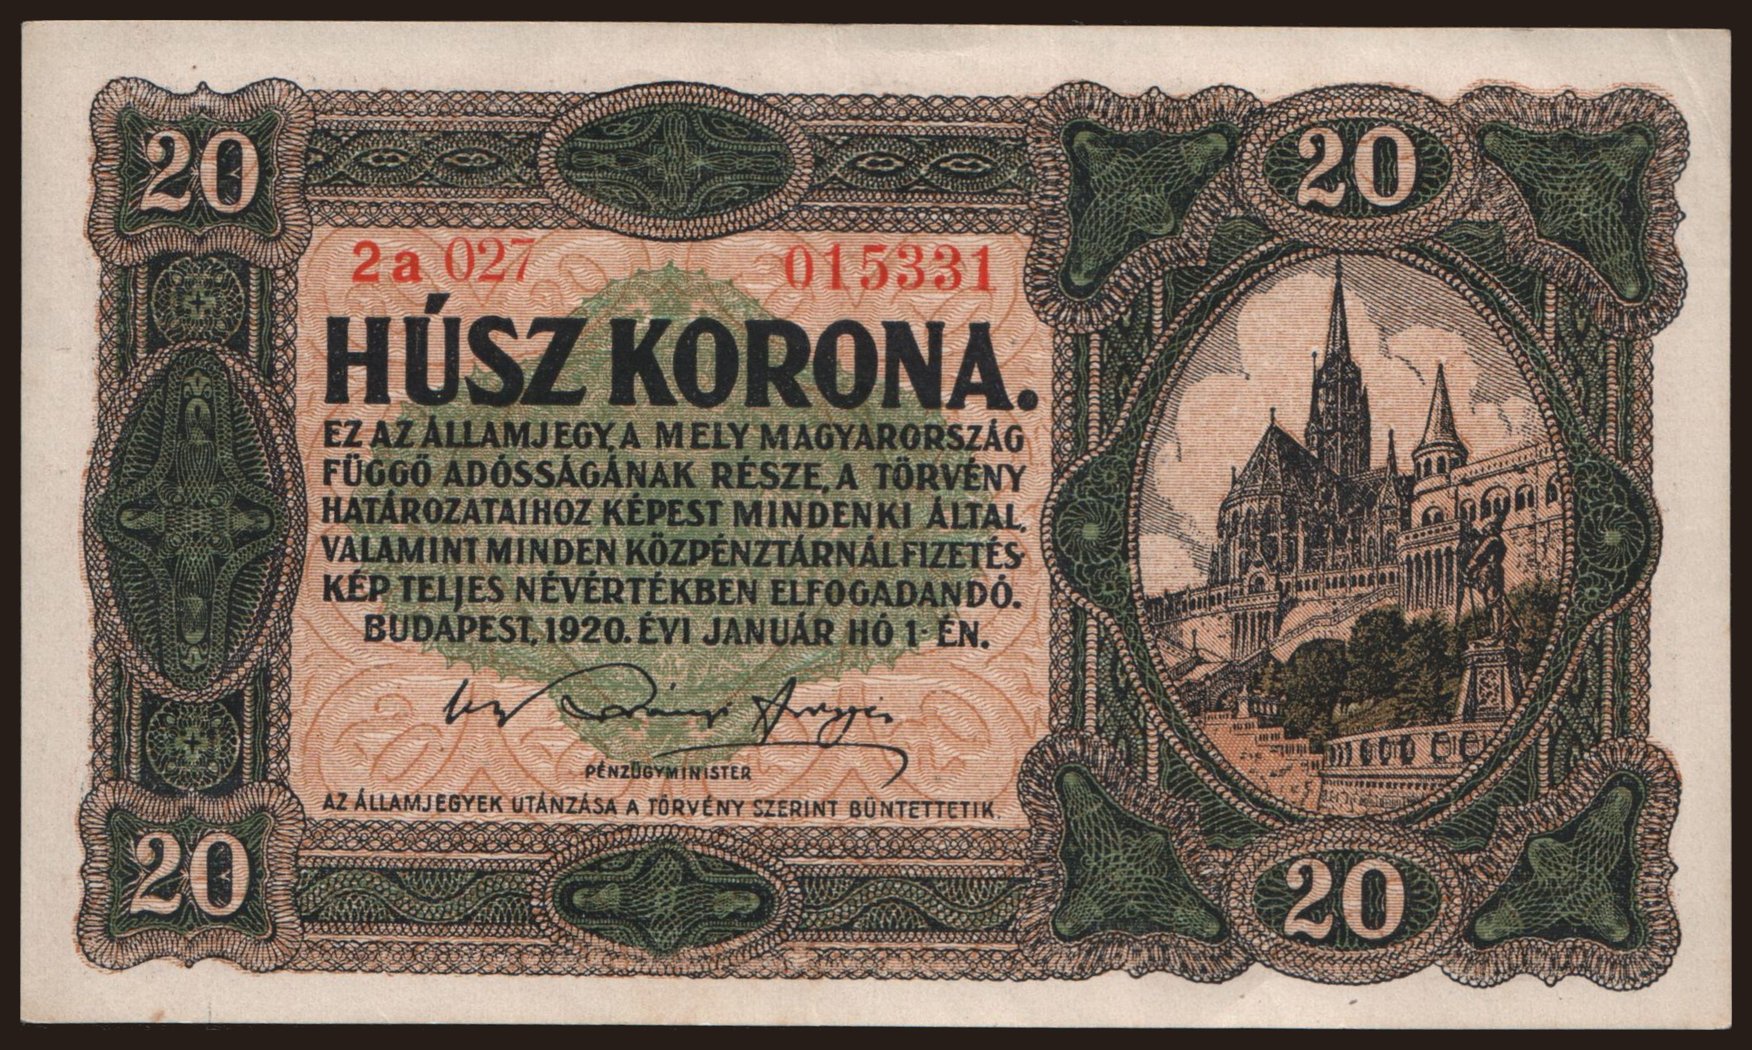 20
20
2a 027 015331
HÚSZ KORONA.
EZ AZ ÁLLAMJEGY, A MELY MAGYARORSZÁG
FÜGGŐ ADÓSSÁGÁNAK RÉSZE, A TÖRVÉNY
HATÁROZATAIHOZ KÉPEST MINDENKI ÁLTAL,
VALAMINT MINDEN KÖZPÉNZTÁRNÁL FIZETÉS-
KÉP TELJES NÉVÉRTÉKBEN ELFOGADANDÓ.
BUDAPEST, 1920. ÉVI JANUÁR HÓ 1-ÉN.
PÉNZÜGYMINISTER
AZ ÁLLAMJEGYEK UTÁNZÁSA A TÖRVÉNY SZERINT BÜNTETTETIK.
20
20